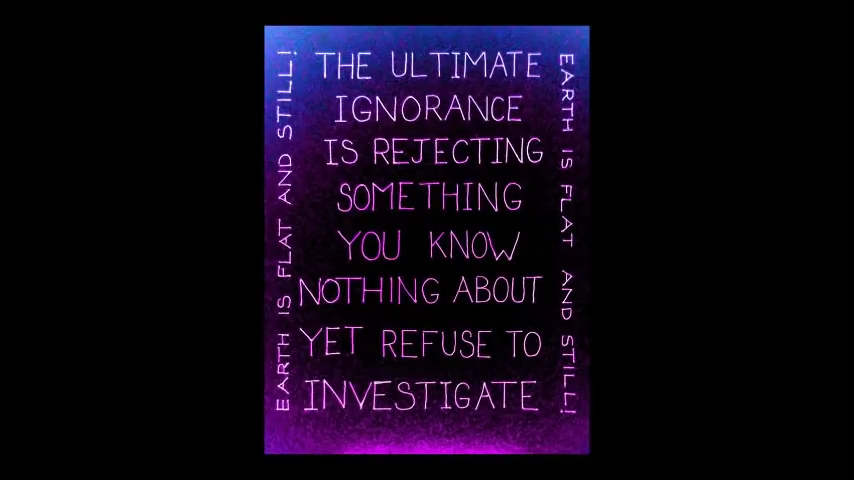 EARTH IS FLAT AND STILL!
THE ULTIMATE
IGNORANCE
IS REJECTING
SOMETHING
YOU KNOW
NOTHING ABOUT
YET REFUSE TO
INVESTIGATE
EARTH IS FLAT AND STILL!